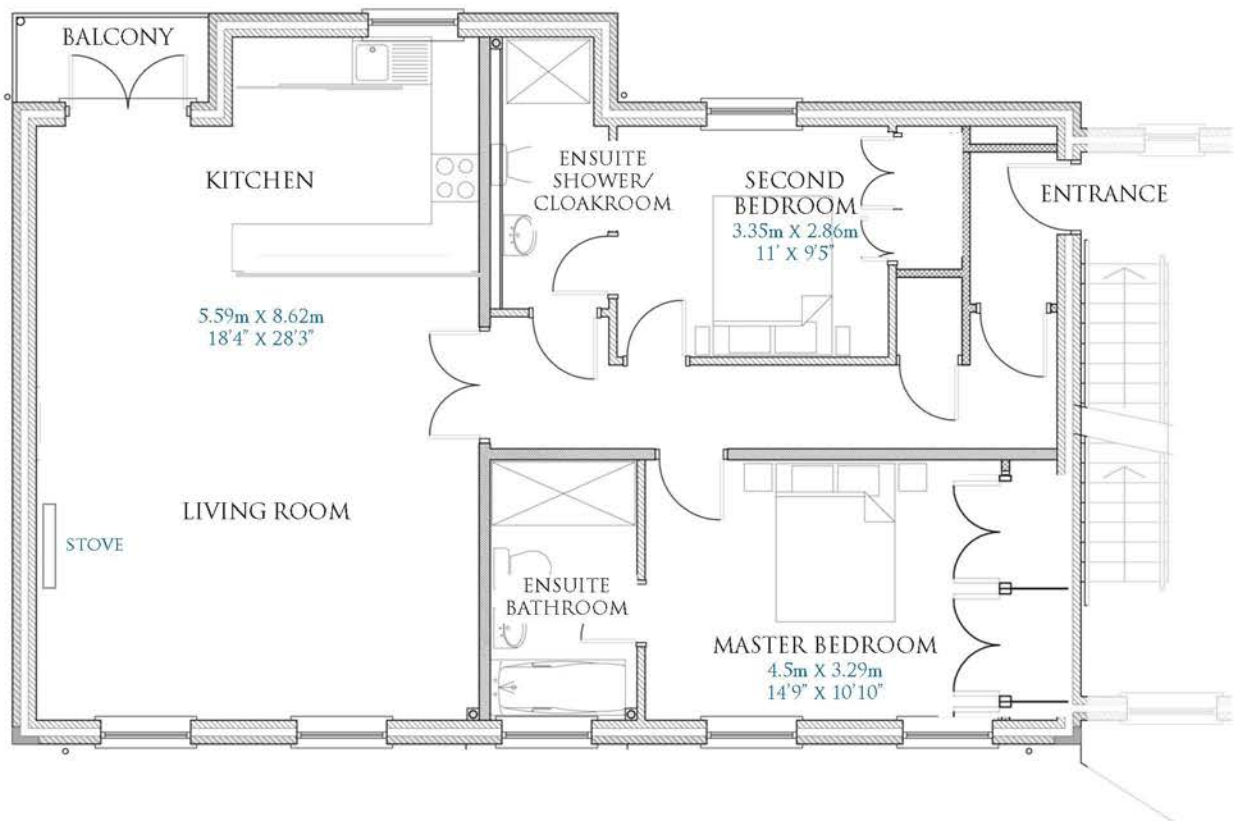 BALCONY
KITCHEN
ENSUITE
SHOWER/
CLOAKROOM
SECOND
BEDROOM
3.35m X 2.86m
11' X 9'5"
ENTRANCE
5.59m X 8.62m
18'4" X 28'3"
LIVING ROOM
STOVE
ENSUITE
BATHROOM
MASTER BEDROOM
4.5m X 3.29m
14'9" X 10'10"